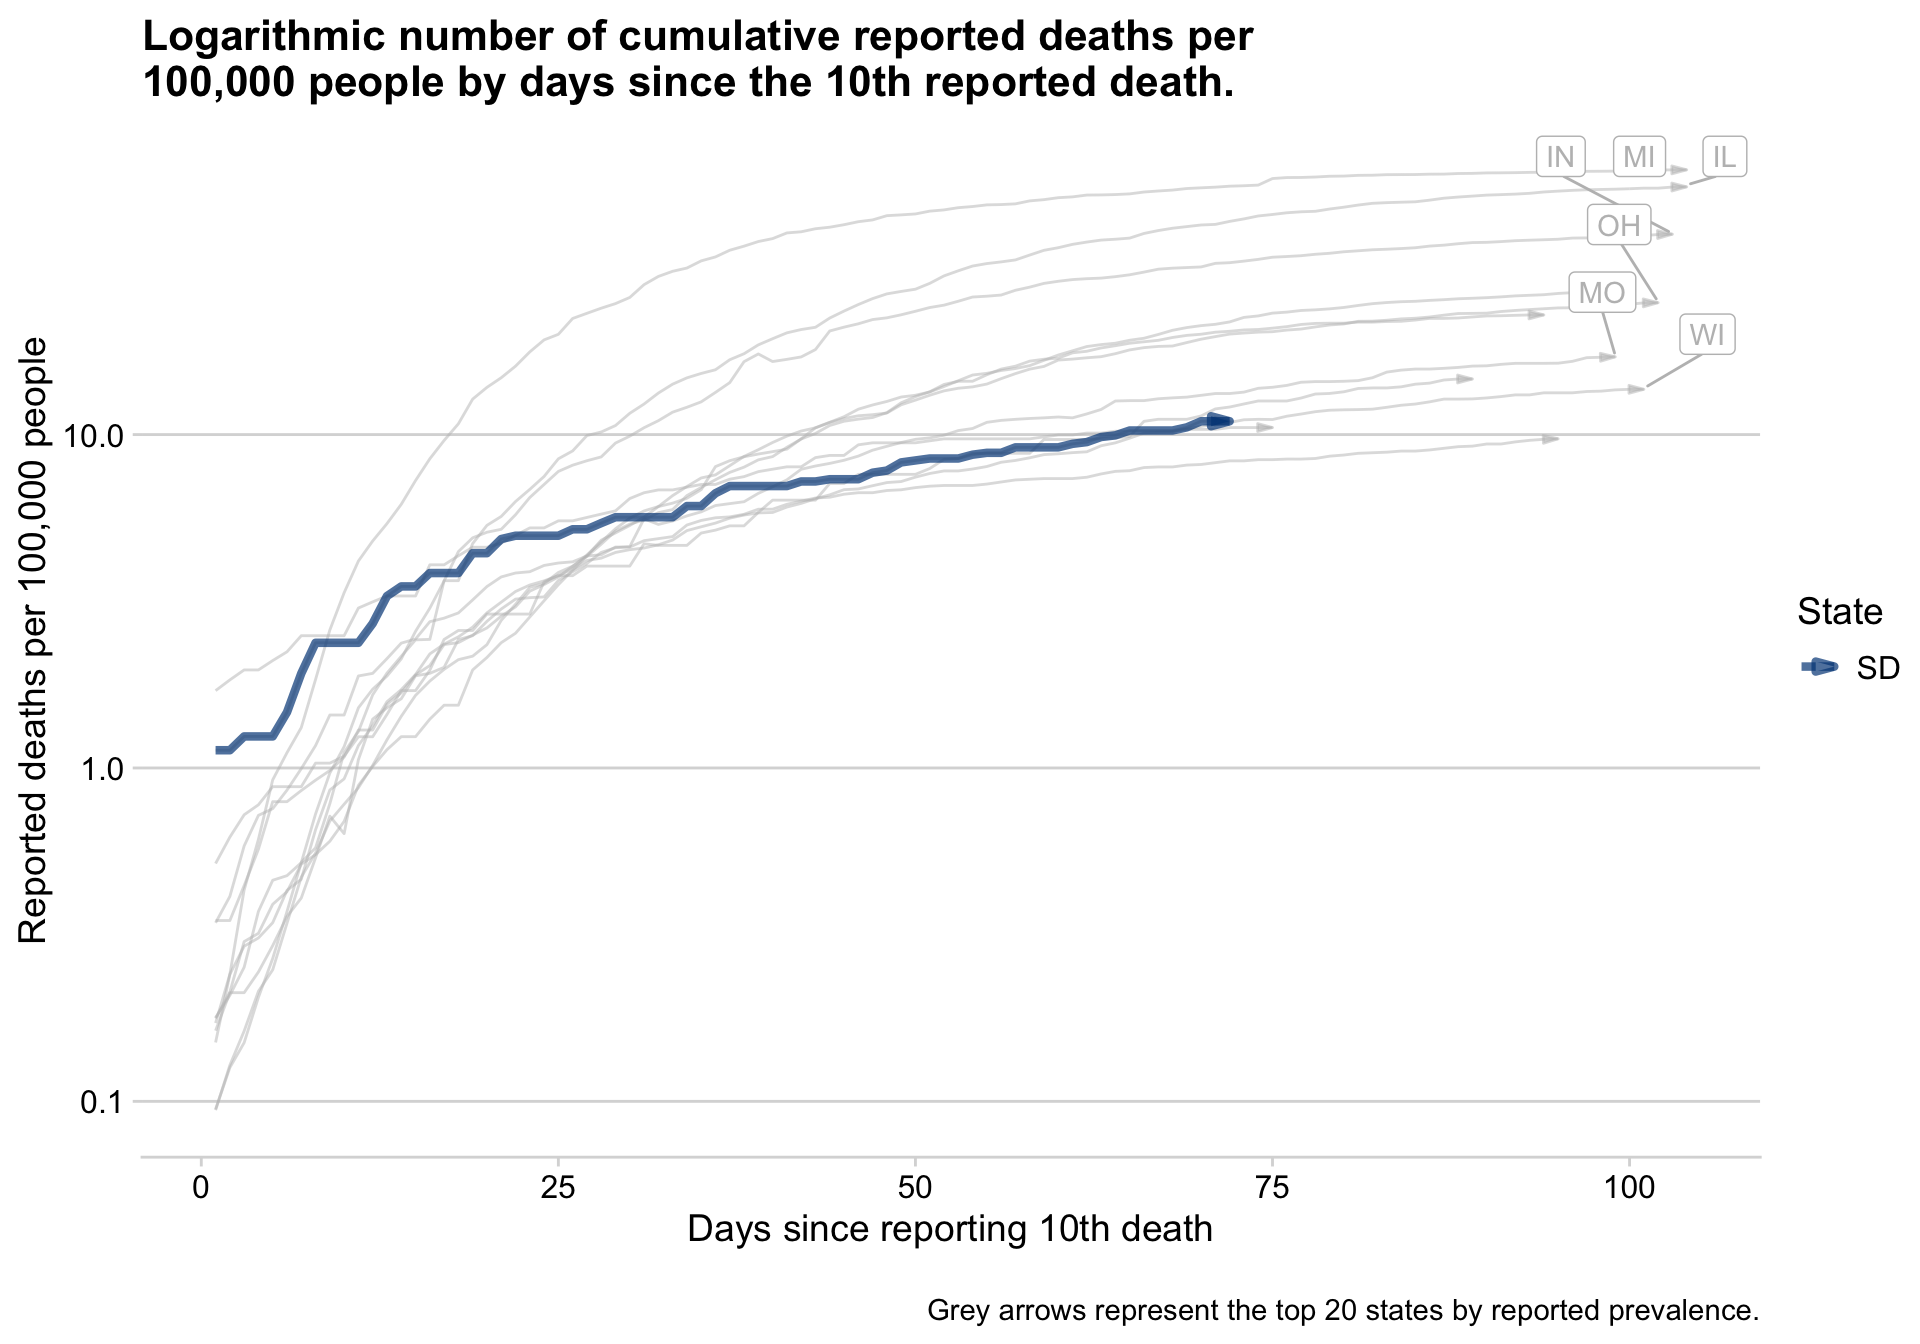 Logarithmic number of cumulative reported deaths per
100,000 people by days since the 10th reported death.
IN
MI
IL
OH
MO
WI
Reported deaths per 100,000 people
10.0
1.0
0.1
State
SD
0
25
50
75
100
Days since reporting 10th death
Grey arrows represent the top 20 states by reported prevalence.